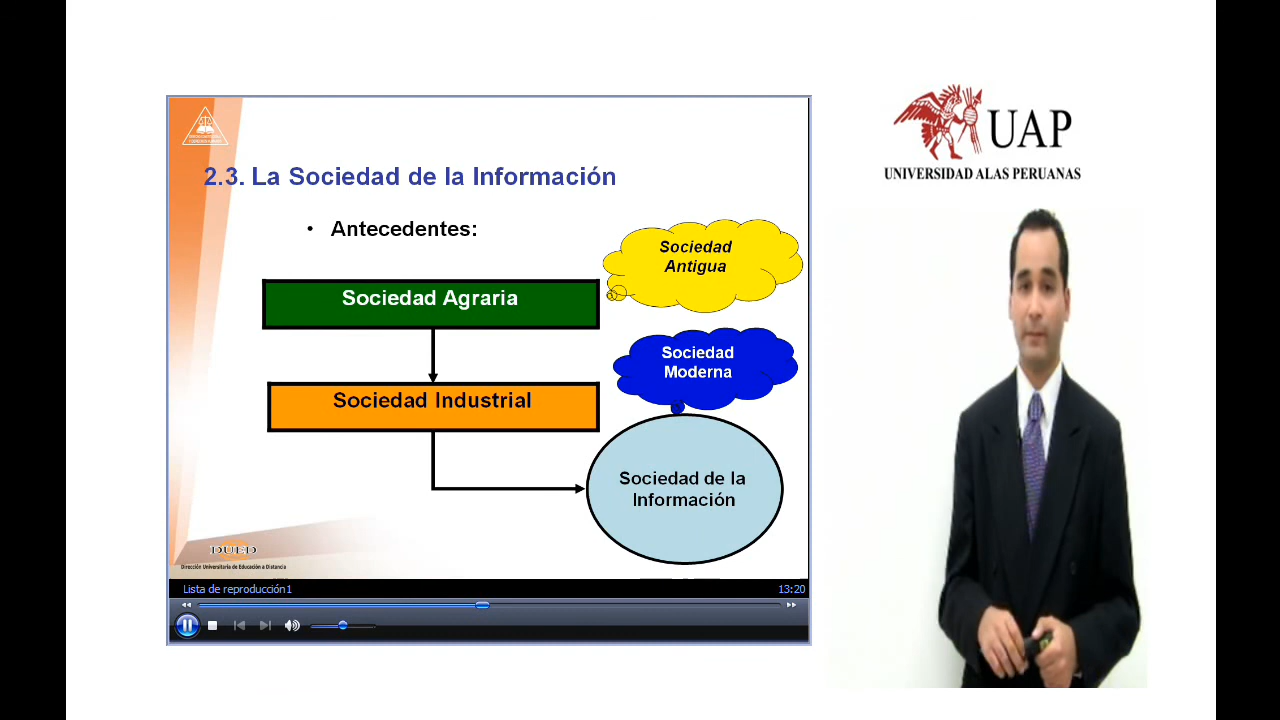 2.3. La Sociedad de la Información
• Antecedentes:
Sociedad
Antigua
Sociedad Agraria
Sociedad
Moderna
Sociedad Industrial
Sociedad de la
Información
DUED
Dirección Universitaria de Educación a Distancia
Lista de reproducción1
13:20
UAP
UNIVERSIDAD ALAS PERUANAS